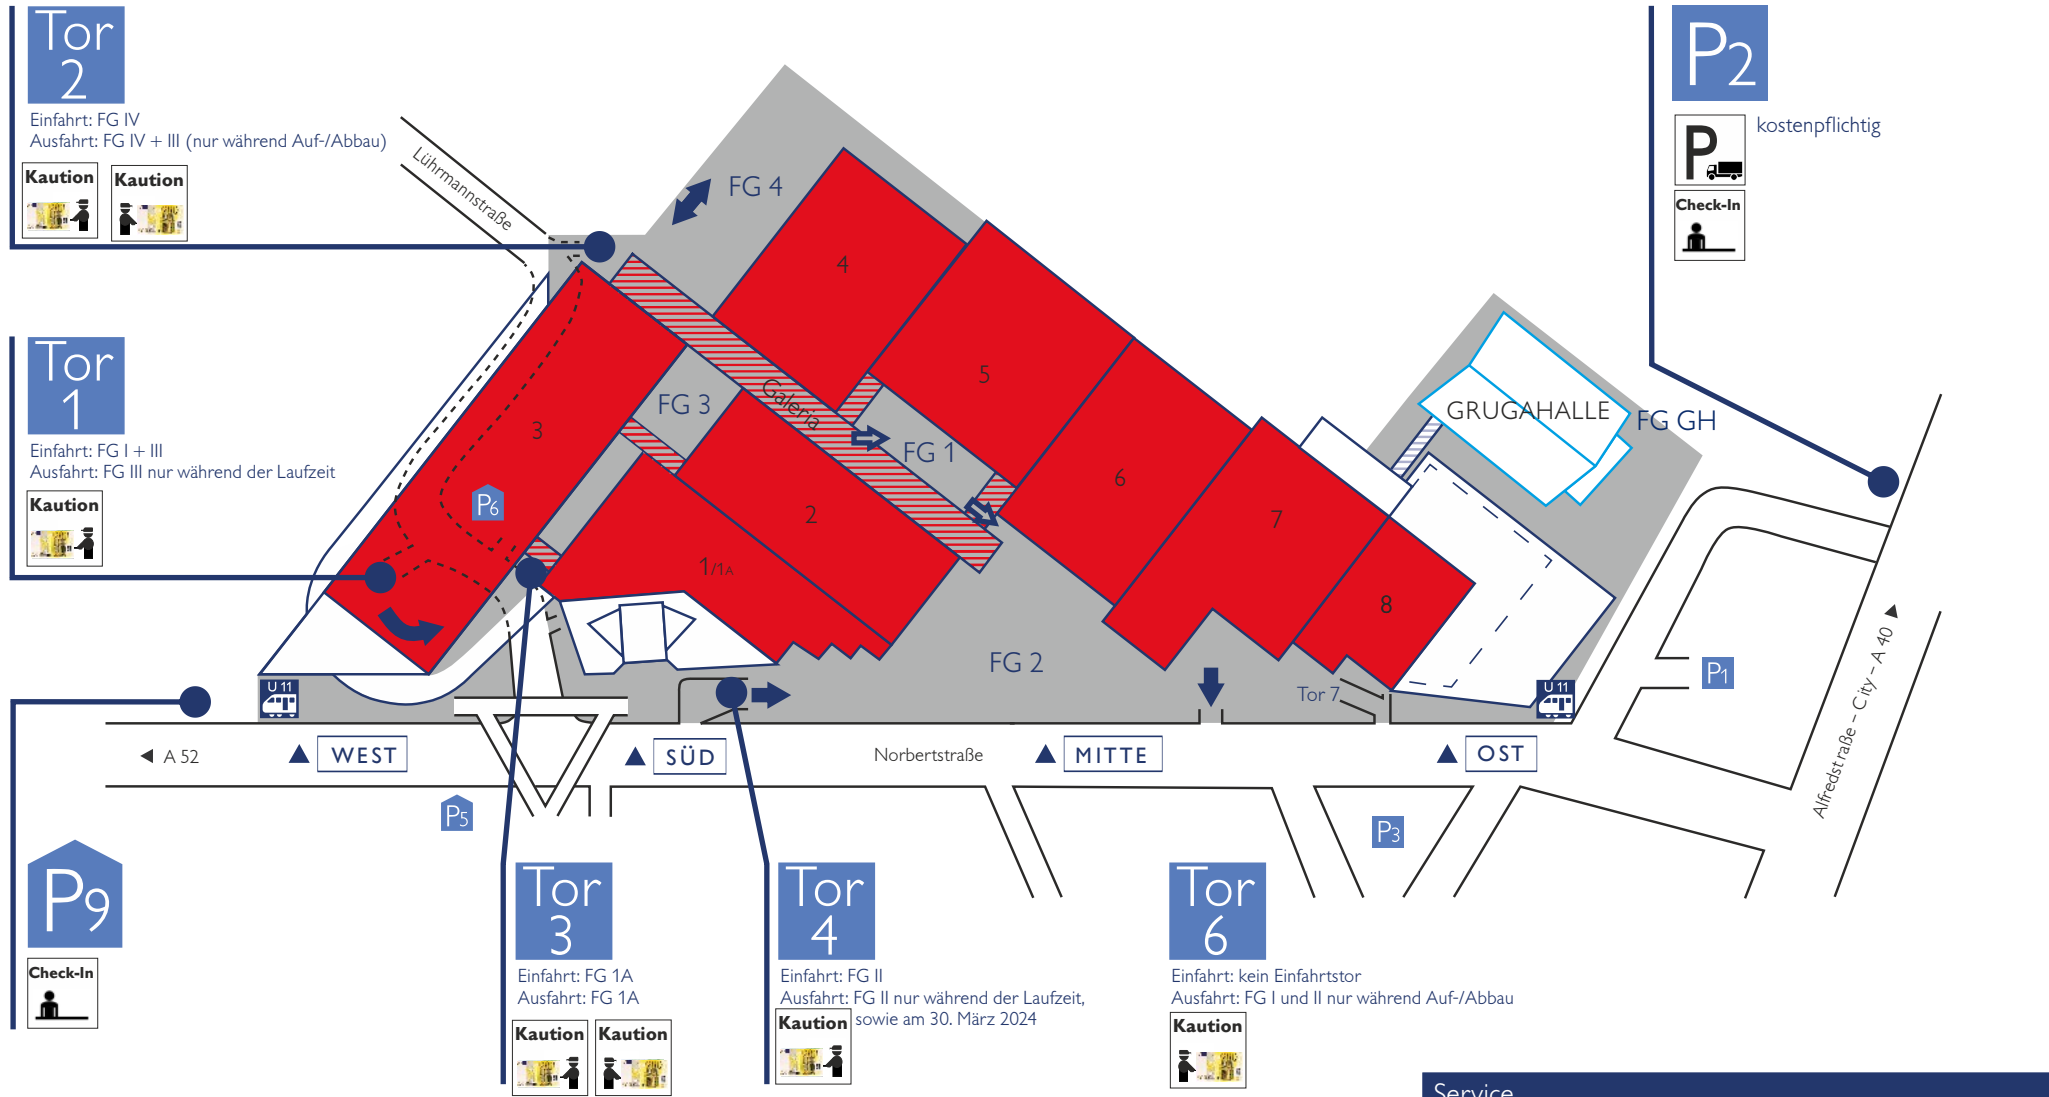 Tor
2
Einfahrt: FG IV
Ausfahrt: FG IV + III (nur während Auf-/Abbau)
Kaution
Kaution
Lührmannstraße
P2
kostenpflichtig
P
Check-In
FG 4
4
Tor
1
Einfahrt: FG I + III
Ausfahrt: FG III nur während der Laufzeit
Kaution
3
FG 3
Galeria
5
FG 1
GRUGAHALLE
FG GH
P6
2
6
7
1/1A
8
FG 2
Tor 7
P1
U 11
U 11
A 52
WEST
SÜD
Norbertstraße
MITTE
OST
Alfredstraße – City – A 40
P5
P3
P9
Check-In
Tor
3
Einfahrt: FG 1A
Ausfahrt: FG 1A
Kaution
Kaution
Tor
4
Einfahrt: FG II
Ausfahrt: FG II nur während der Laufzeit,
sowie am 30. März 2024
Kaution
Tor
6
Einfahrt: kein Einfahrtstor
Ausfahrt: FG I und II nur während Auf-/Abbau
Kaution
Service